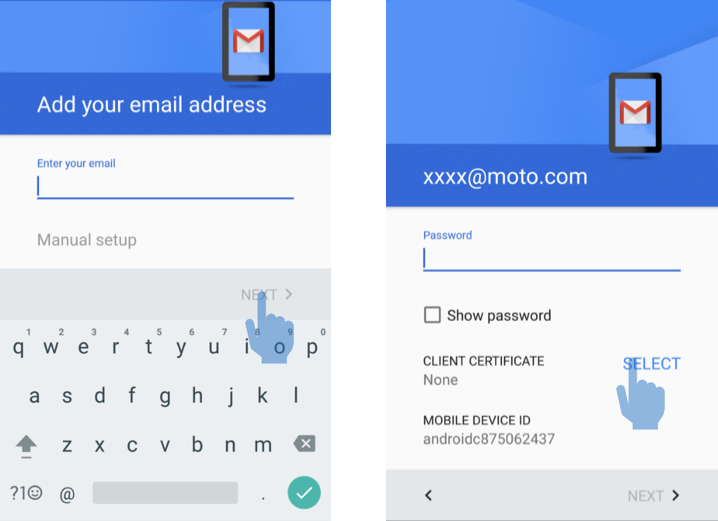 Add your email address
Enter your email
Manual setup
NEXT
1 2 3 4 5 6 7 8 9 0
q w e r t y u i o p
a s d f g h j k l
z x c v b n m
?1☺ @ .
xxxx@moto.com
Password
Show password
CLIENT CERTIFICATE
SELECT
None
MOBILE DEVICE ID
androidc875062437
NEXT